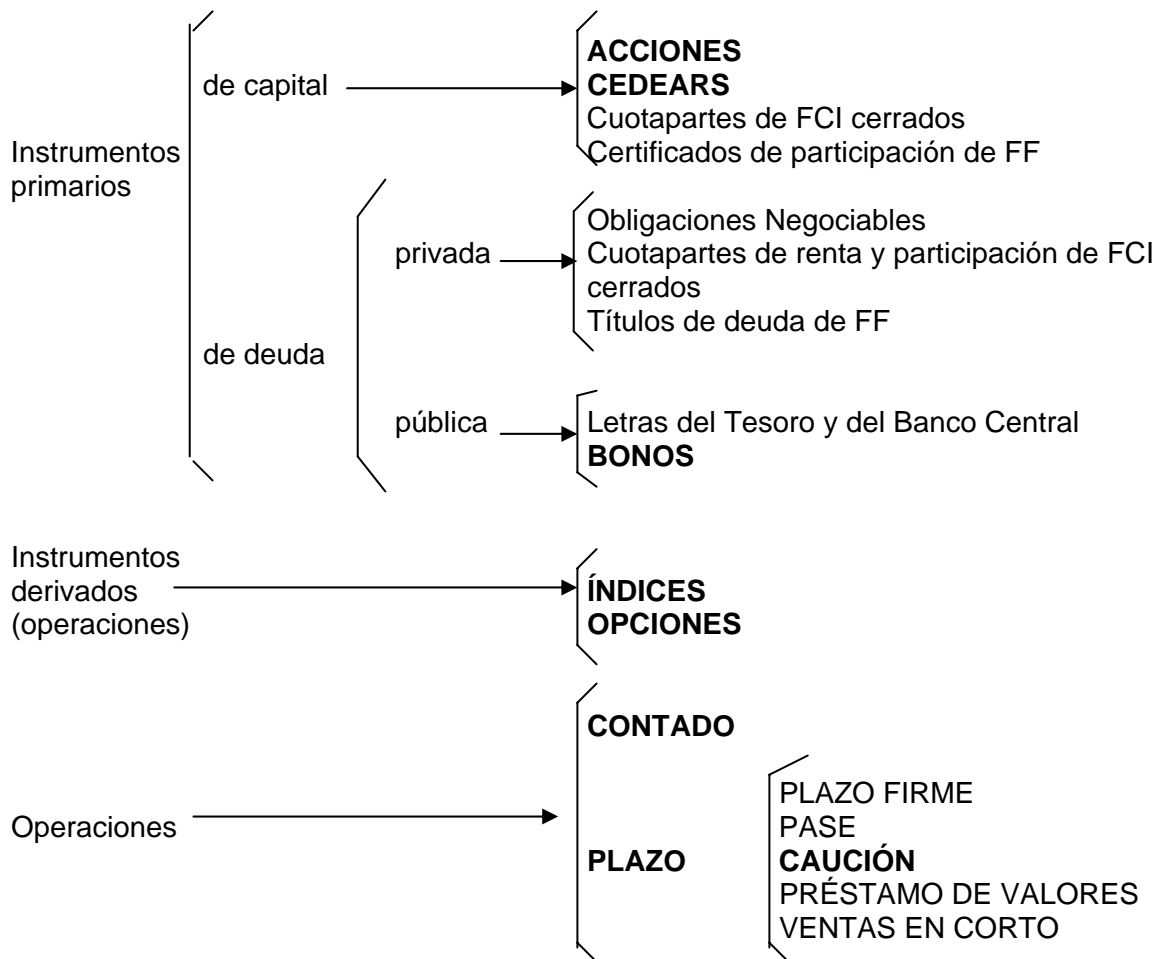 Instrumentos
primarios
de capital
ACCIONES
CEDEARS
Cuotapartes de FCI cerrados
Certificados de participación de FF
de deuda
privada
Obligaciones Negociables
Cuotapartes de renta y participación de FCI
cerrados
Títulos de deuda de FF
pública
Letras del Tesoro y del Banco Central
BONOS
Instrumentos
derivados
(operaciones)
ÍNDICES
OPCIONES
Operaciones
CONTADO
PLAZO
PLAZO FIRME
PASE
CAUCIÓN
PRÉSTAMO DE VALORES
VENTAS EN CORTO